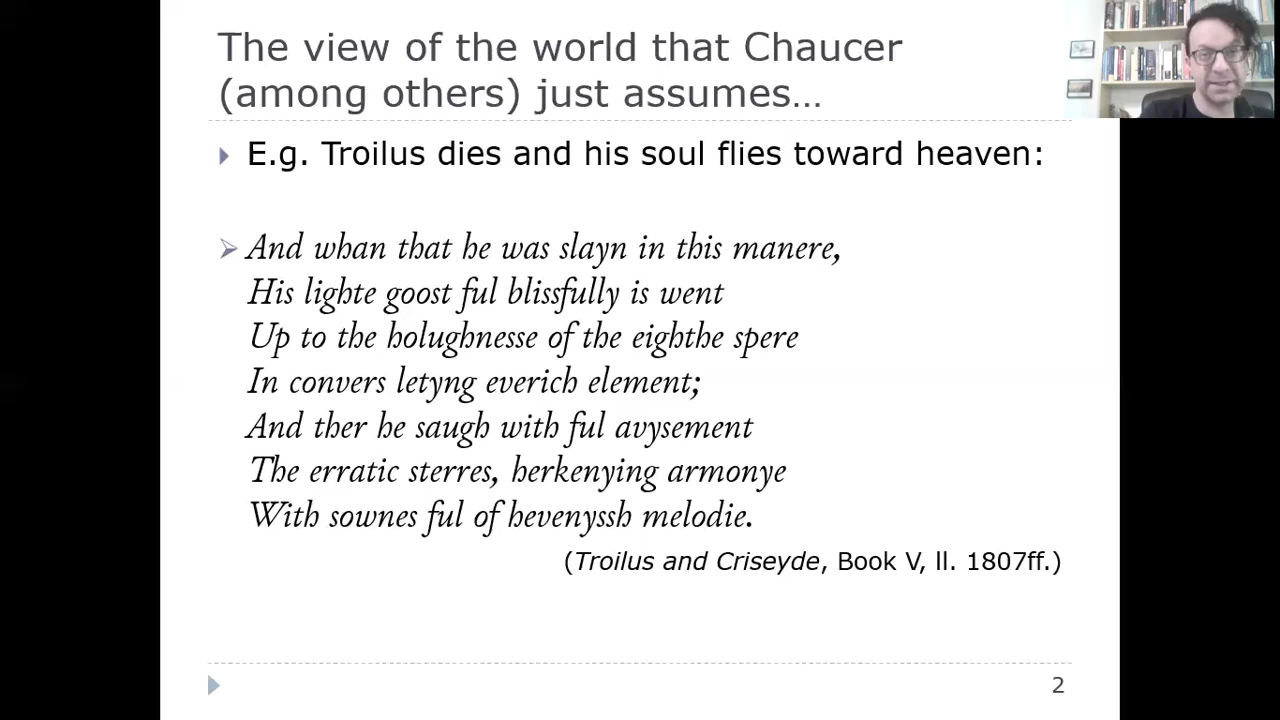 The view of the world that Chaucer
(among others) just assumes…
E.g. Troilus dies and his soul flies toward heaven:
And whan that he was slayn in this manere,
His lighte goost ful blissfully is went
Up to the holughnesse of the eighthe spere
In convers letyng everich element;
And ther he saugh with ful avysement
The erratic sterres, herkenying armonye
With sownes ful of hevenyssh melodie.
(Troilus and Criseyde, Book V, ll. 1807ff.)
2